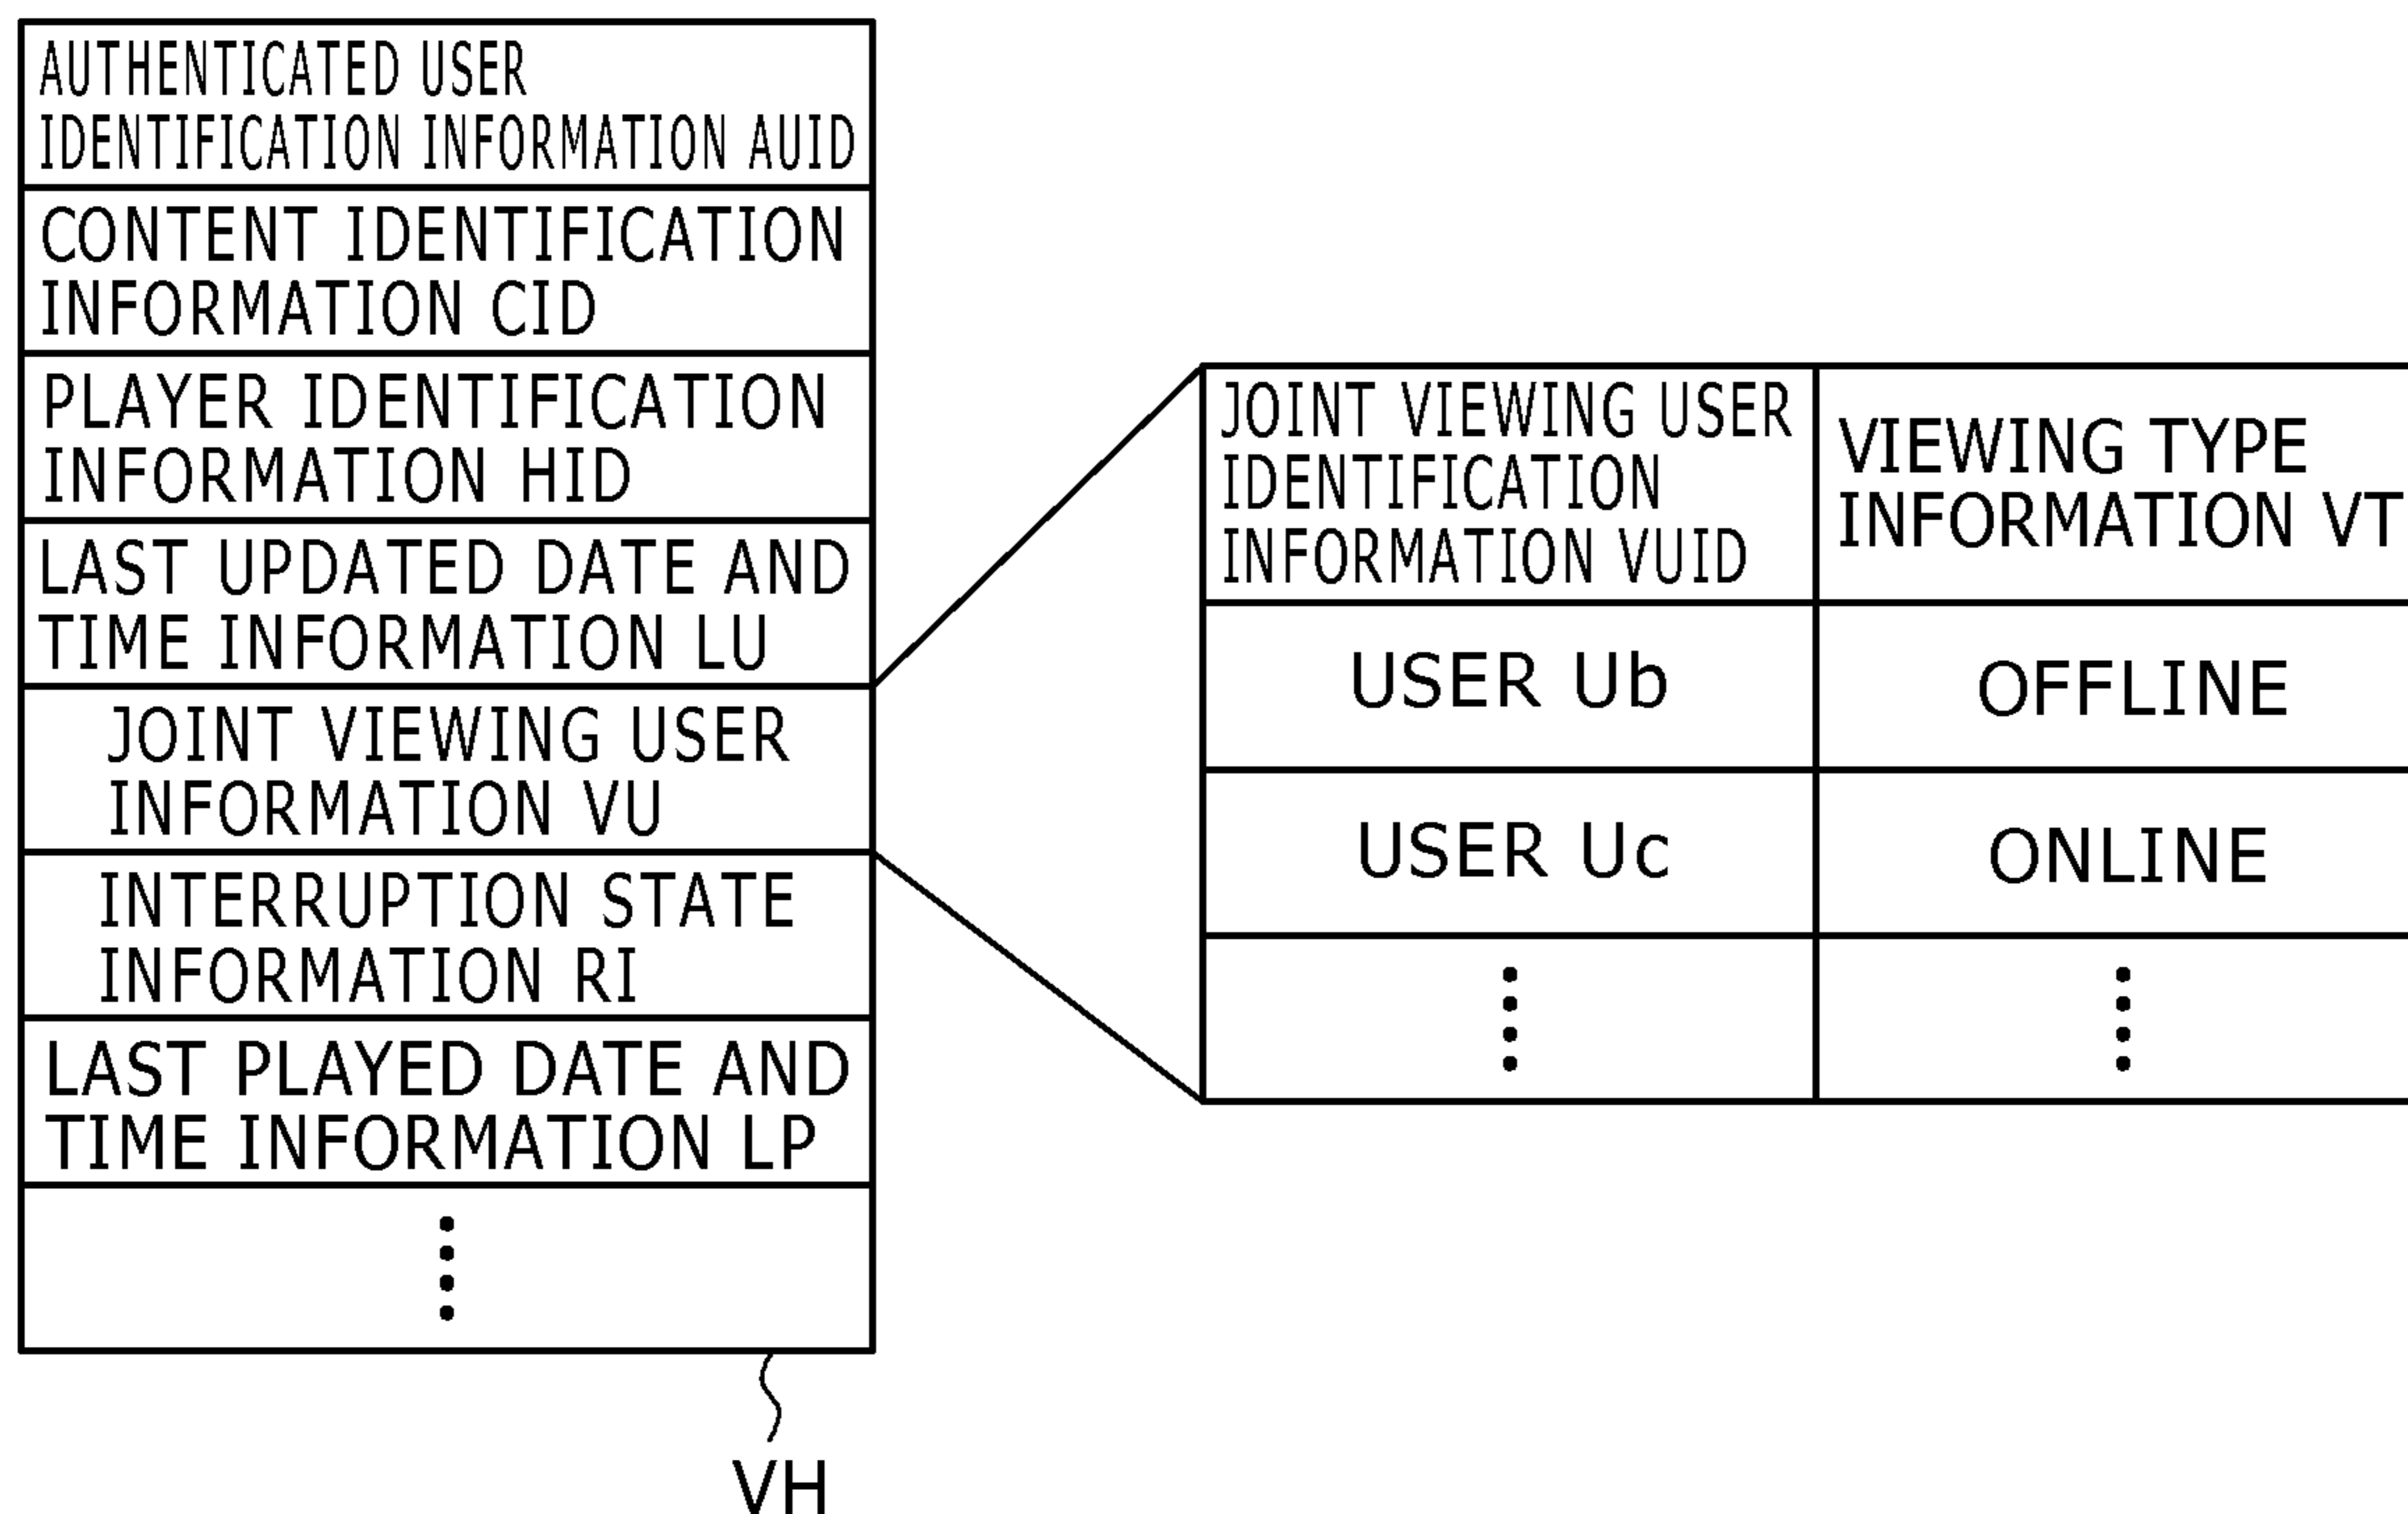 AUTHENTICATED USER
IDENTIFICATION INFORMATION AUID
CONTENT IDENTIFICATION
INFORMATION CID
PLAYER IDENTIFICATION
INFORMATION HID
LAST UPDATED DATE AND
TIME INFORMATION LU
JOINT VIEWING USER
INFORMATION VU
INTERRUPTION STATE
INFORMATION RI
LAST PLAYED DATE AND
TIME INFORMATION LP
VH
JOINT VIEWING USER
IDENTIFICATION
INFORMATION VUID
VIEWING TYPE
INFORMATION VT
USER Ub
OFFLINE
USER Uc
ONLINE